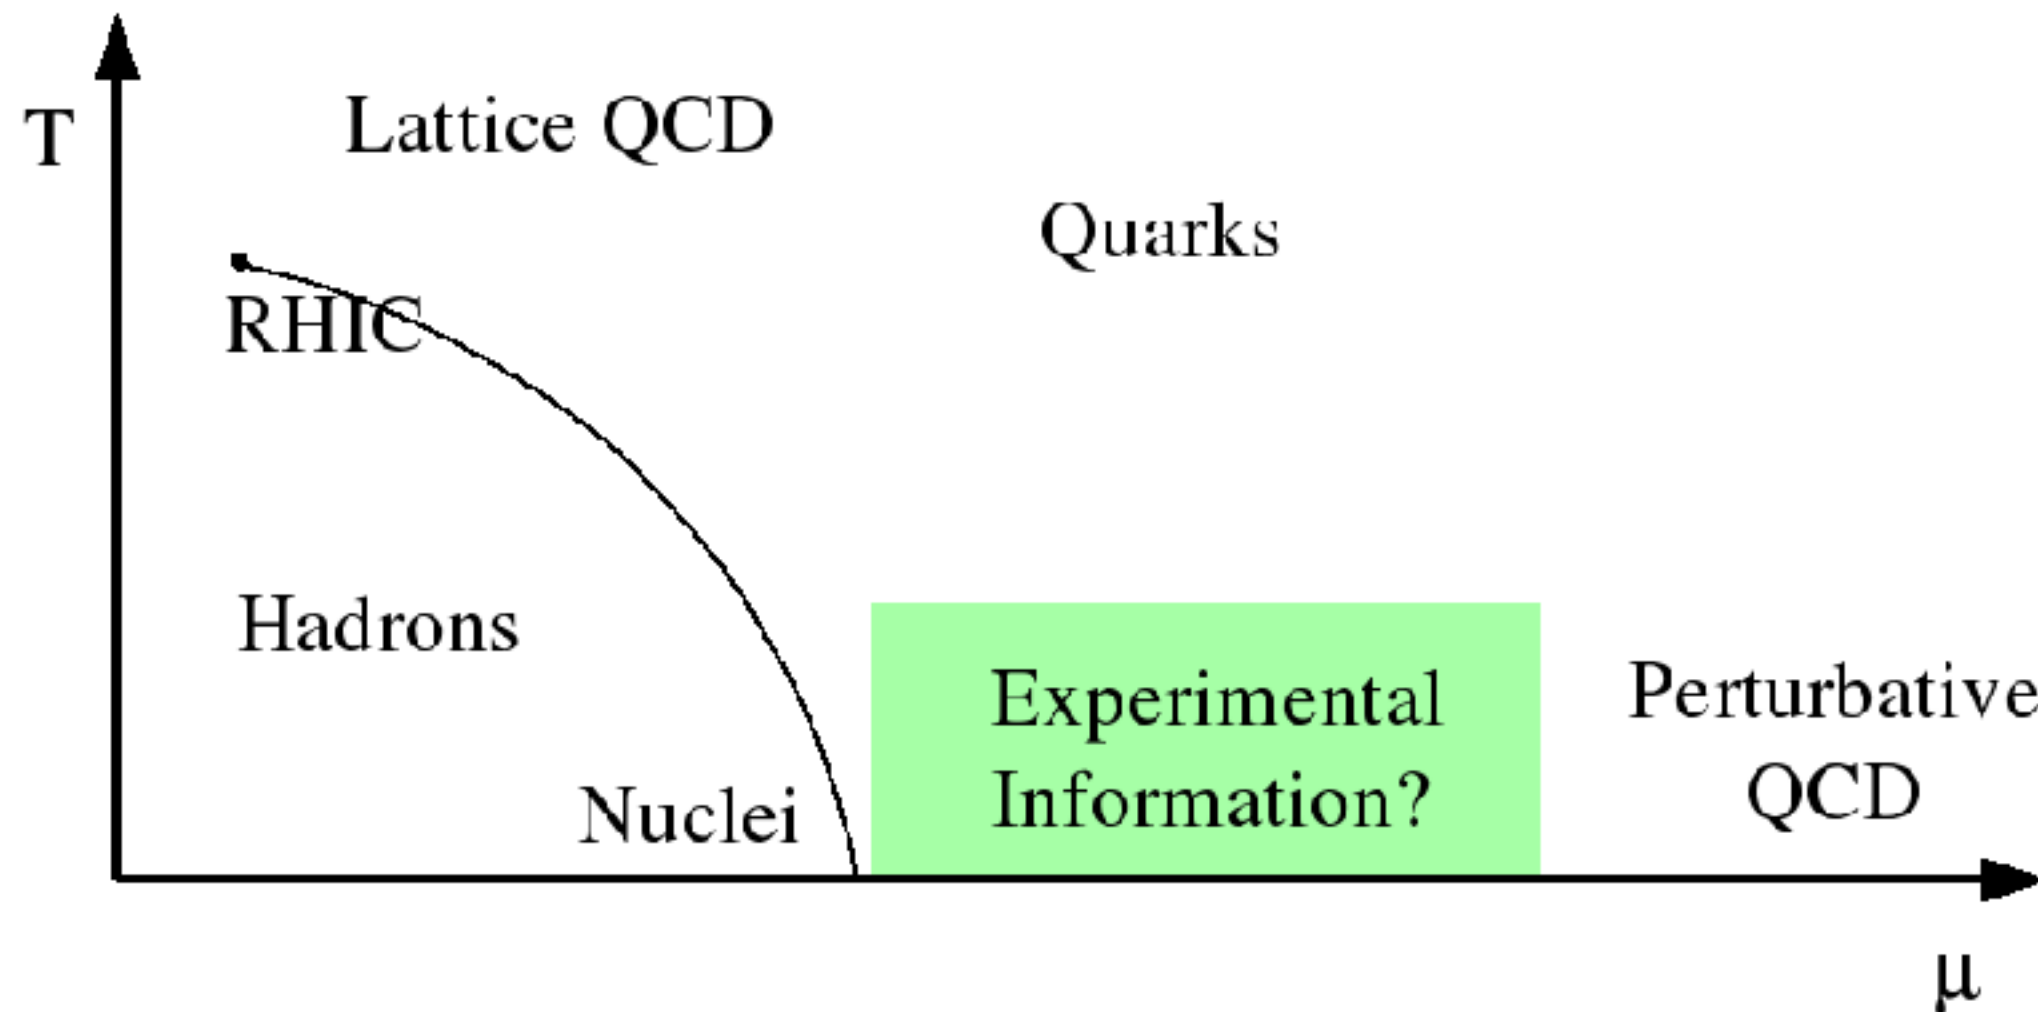 T
Lattice QCD
Quarks
RHIC
Hadrons
Experimental
Information?
Perturbative
QCD
Nuclei
μ